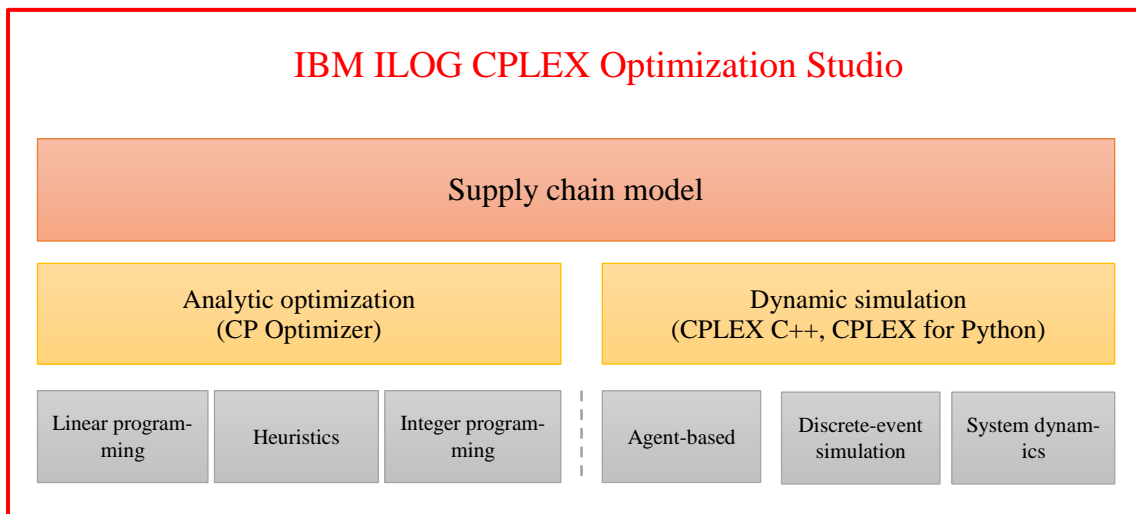 IBM ILOG CPLEX Optimization Studio
Supply chain model
Analytic optimization
(CP Optimizer)
Dynamic simulation
(CPLEX C++, CPLEX for Python)
Linear program-
ming
Heuristics
Integer program-
ming
Agent-based
Discrete-event
simulation
System dynam-
ics